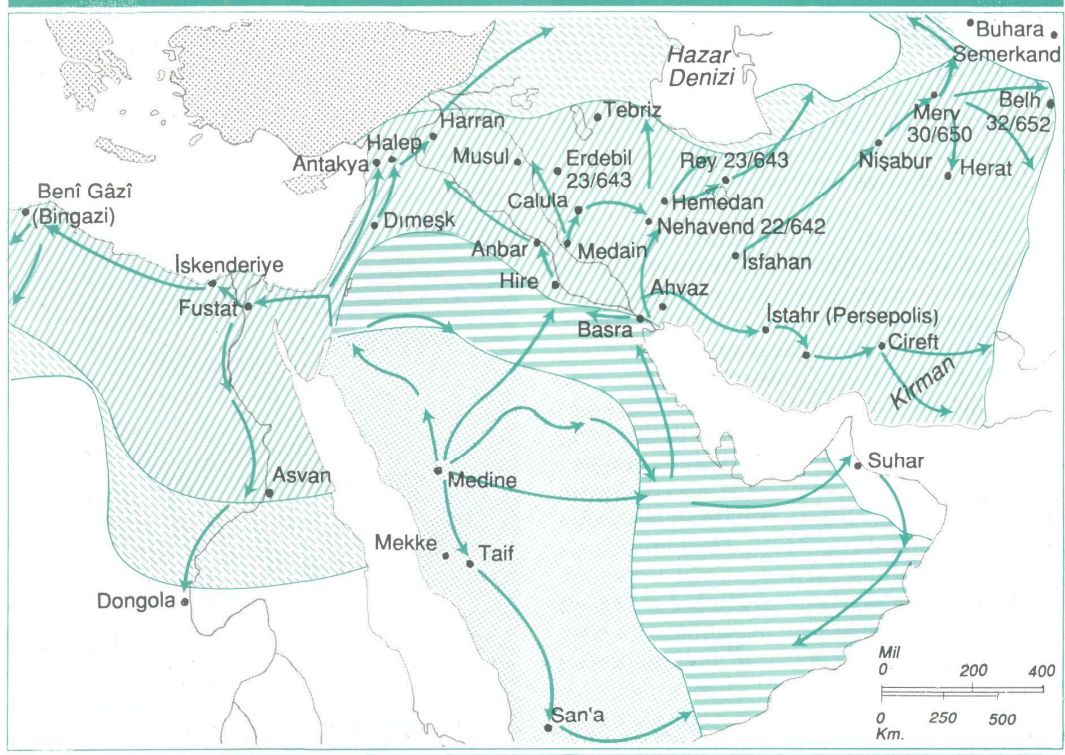 Buhara
Semerkand
Hazar
Denizi
Tebriz
Belh
32/652
Merv
30/650
Harran
Halep
Antakya
Musul
Erdebil
23/643
Rey 23/643
Nişabur
Herat
Benî Gâzî
(Bingazi)
Calula
Hemedan
Nehavend 22/642
Dımeşk
Anbar
Medain
İsfahan
İskenderiye
Hire
Ahvaz
Fustat
Basra
İstahr (Persepolis)
Cireft
Kirman
Suhar
Asvan
Medine
Mekke
Taif
Dongola
San'a
Mil
0 200 400
0 250 500
Km.